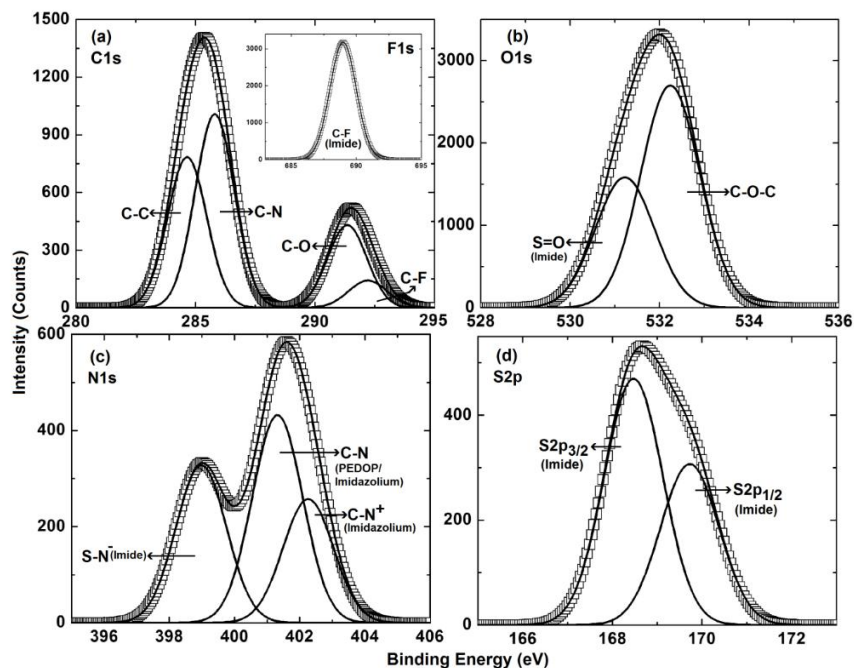 (a)
C1s
1500
1200
900
600
300
0
280
285
290
295
C-C
C-N
C-O
C-F
F1s
3000
2000
1000
0
685
690
695
C-F
(Imide)
(b)
O1s
3000
2000
1000
0
528
530
532
534
536
S=O
(Imide)
C-O-C
Intensity (Counts)
(c)
N1s
600
400
200
0
396
398
400
402
404
406
S-N⁻(Imide)
C-N
(PEDOP/
Imidazolium)
C-N⁺
(Imidazolium)
(d)
S2p
400
200
0
166
168
170
172
S2p3/2
(Imide)
S2p1/2
(Imide)
Binding Energy (eV)